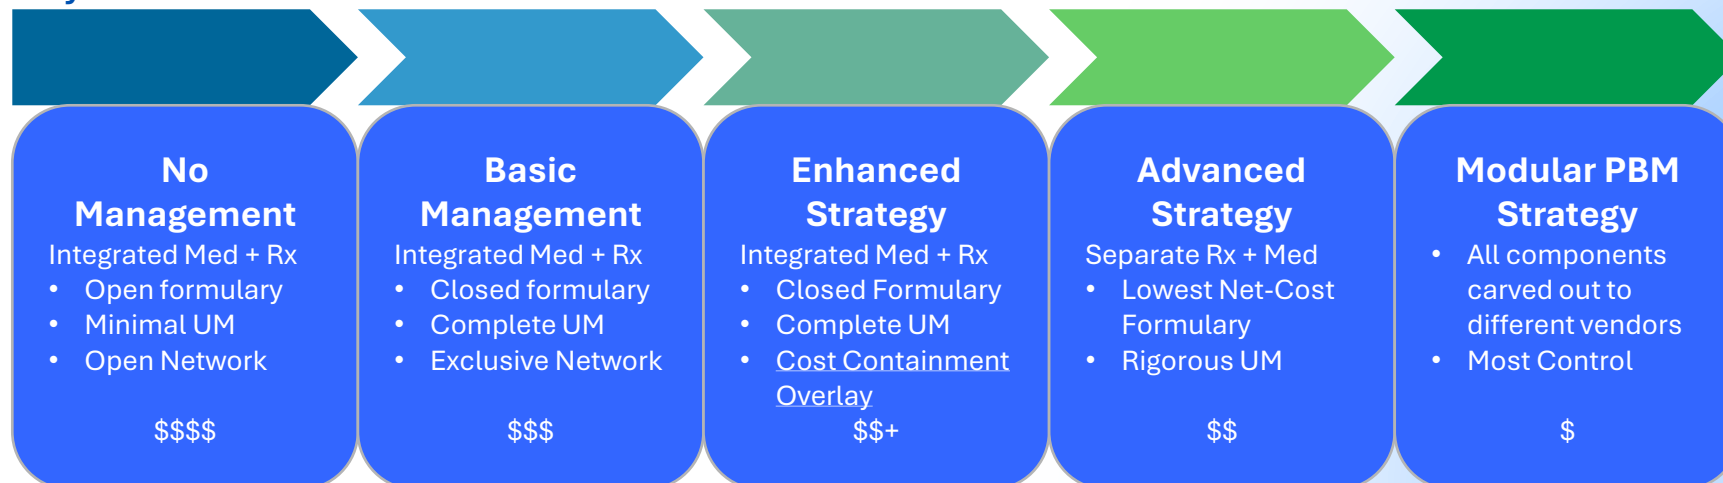 No
Management
Integrated Med + Rx
• Open formulary
• Minimal UM
• Open Network
$$$$
Basic
Management
Integrated Med + Rx
• Closed formulary
• Complete UM
• Exclusive Network
$$$
Enhanced
Strategy
Integrated Med + Rx
• Closed Formulary
• Complete UM
• Cost Containment
Overlay
$$+
Advanced
Strategy
Separate Rx + Med
• Lowest Net-Cost
Formulary
• Rigorous UM
$$
Modular PBM
Strategy
• All components
carved out to
different vendors
• Most Control
$